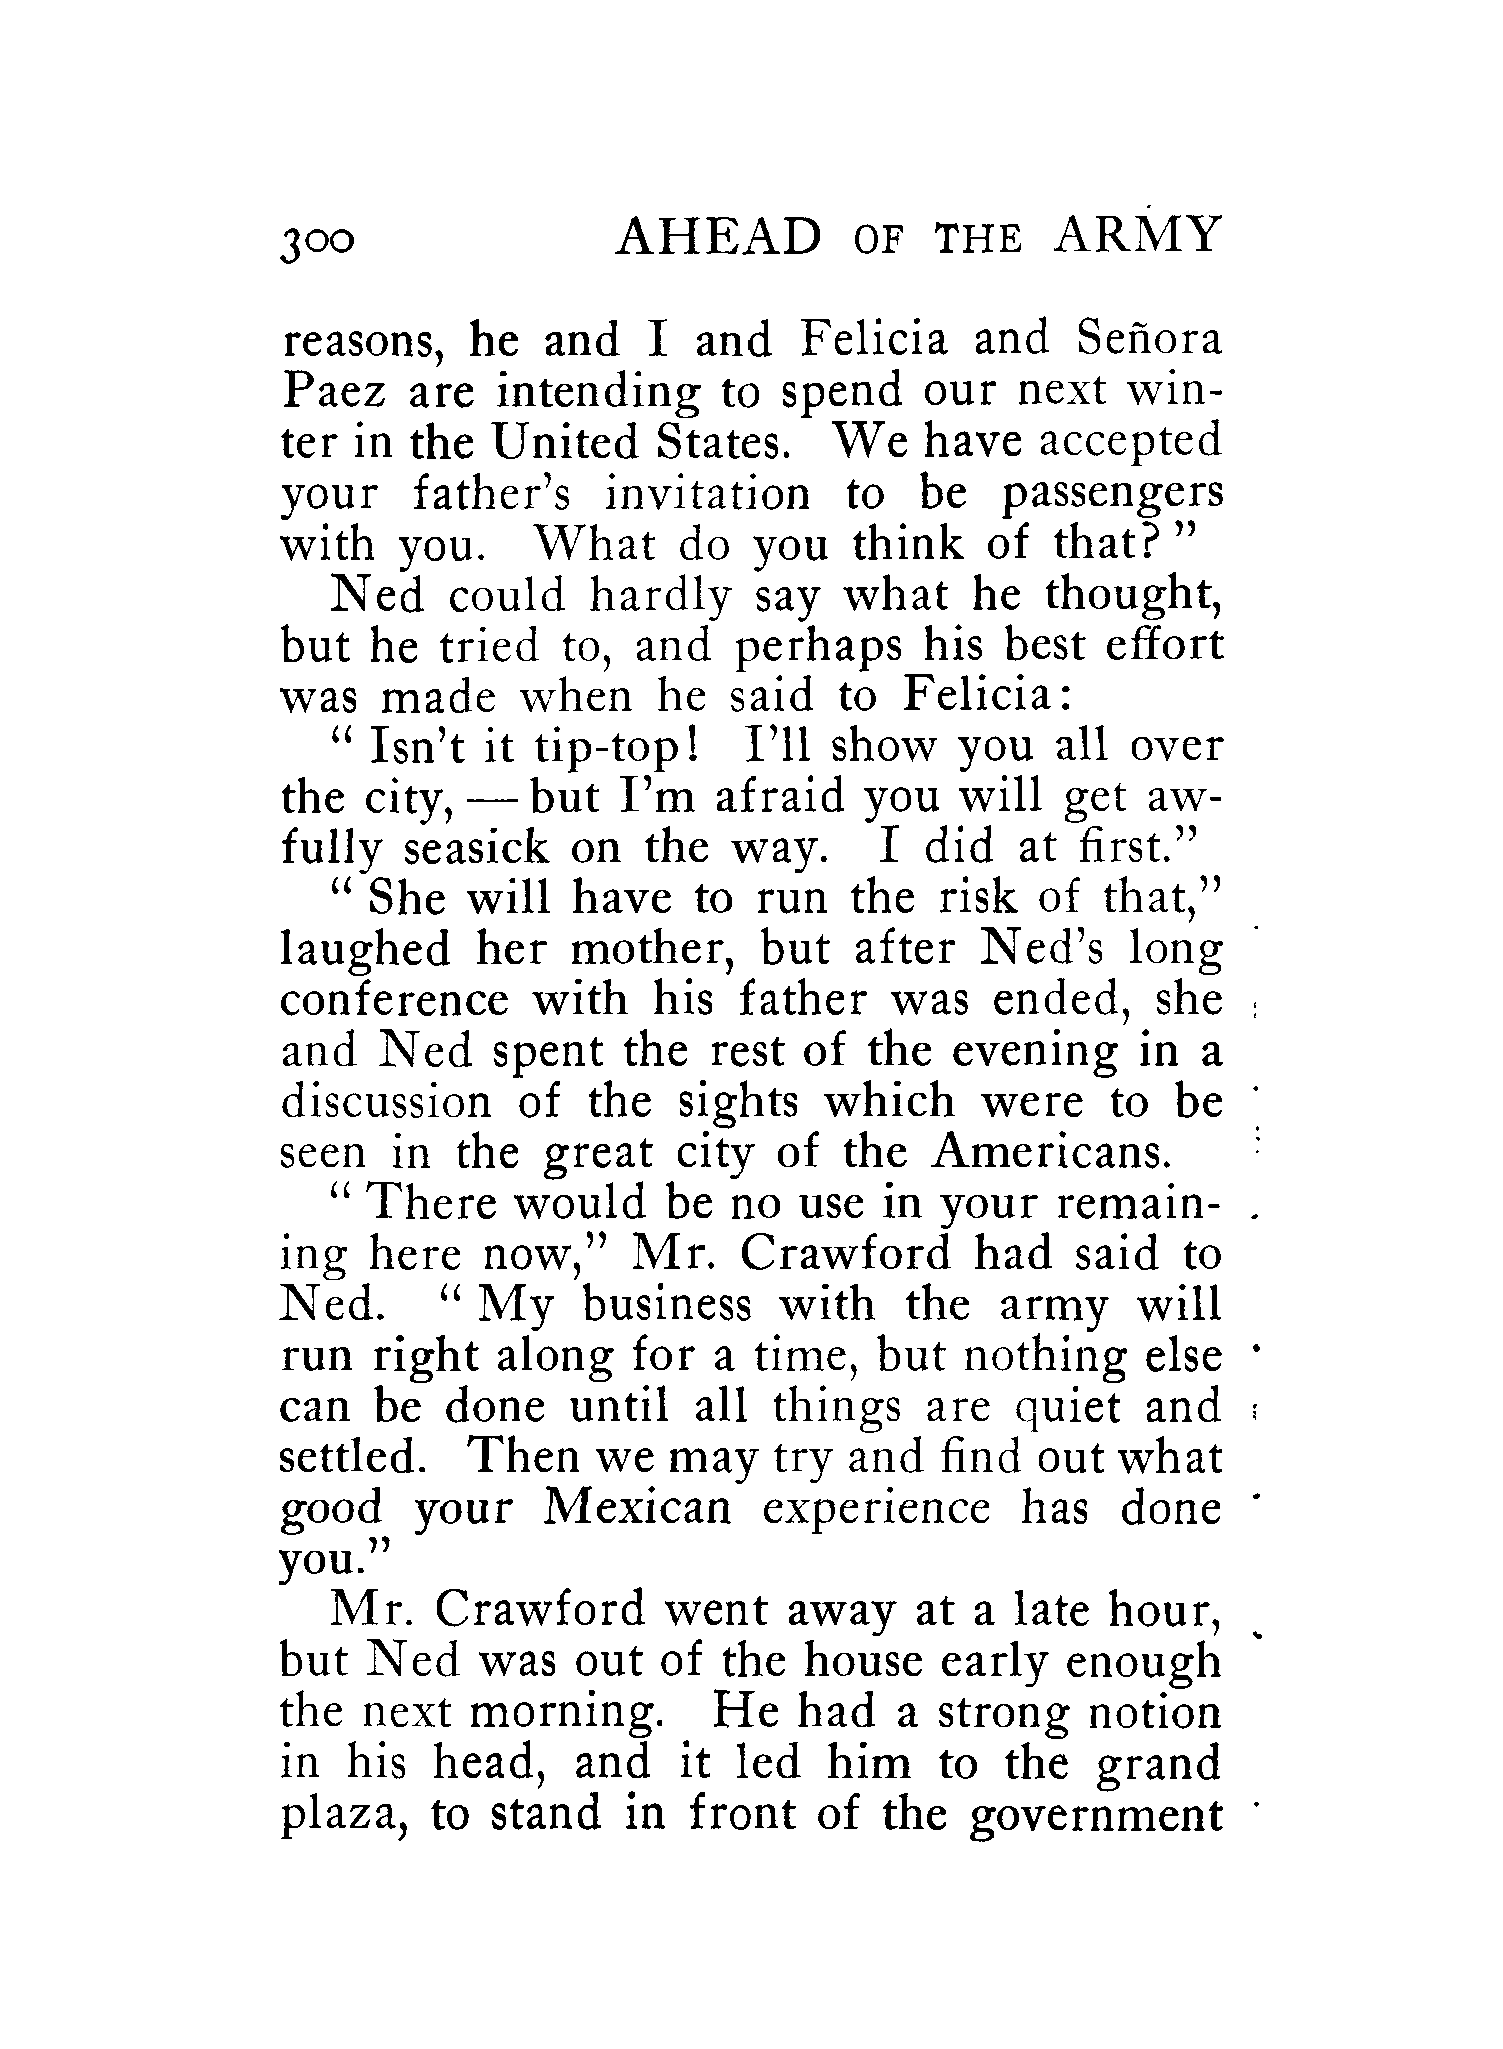 300 AHEAD OF THE ARMY
reasons, he and I and Felicia and Señora
Paez are intending to spend our next win-
ter in the United States. We have accepted
your father's invitation to be passengers
with you. What do you think of that?"
Ned could hardly say what he thought,
but he tried to, and perhaps his best effort
was made when he said to Felicia:
"Isn't it tip-top! I'll show you all over
the city, — but I'm afraid you will get aw-
fully seasick on the way. I did at first."
"She will have to run the risk of that,"
laughed her mother, but after Ned's long
conference with his father was ended, she
and Ned spent the rest of the evening in a
discussion of the sights which were to be
seen in the great city of the Americans.
"There would be no use in your remain-
ing here now," Mr. Crawford had said to
Ned. "My business with the army will
run right along for a time, but nothing else
can be done until all things are quiet and
settled. Then we may try and find out what
good your Mexican experience has done
you."
Mr. Crawford went away at a late hour,
but Ned was out of the house early enough
the next morning. He had a strong notion
in his head, and it led him to the grand
plaza, to stand in front of the government